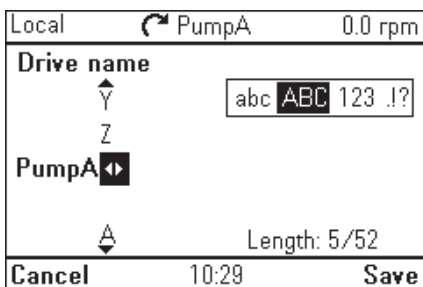 Local PumpA 0.0 rpm
Drive name
Y
abc ABC 123 .!?
Z
PumpA
A
Length: 5/52
Cancel 10:29 Save